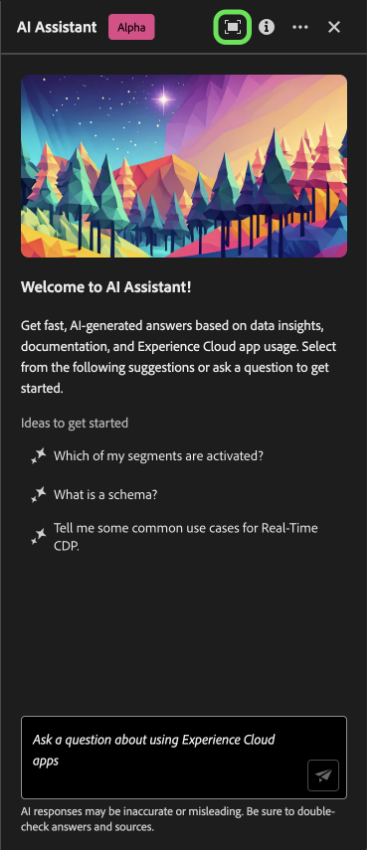 AI Assistant Alpha
Welcome to AI Assistant!
Get fast, AI-generated answers based on data insights,
documentation, and Experience Cloud app usage. Select
from the following suggestions or ask a question to get
started.
Ideas to get started
Which of my segments are activated?
What is a schema?
Tell me some common use cases for Real-Time
CDP.
Ask a question about using Experience Cloud
apps
AI responses may be inaccurate or misleading. Be sure to double-
check answers and sources.